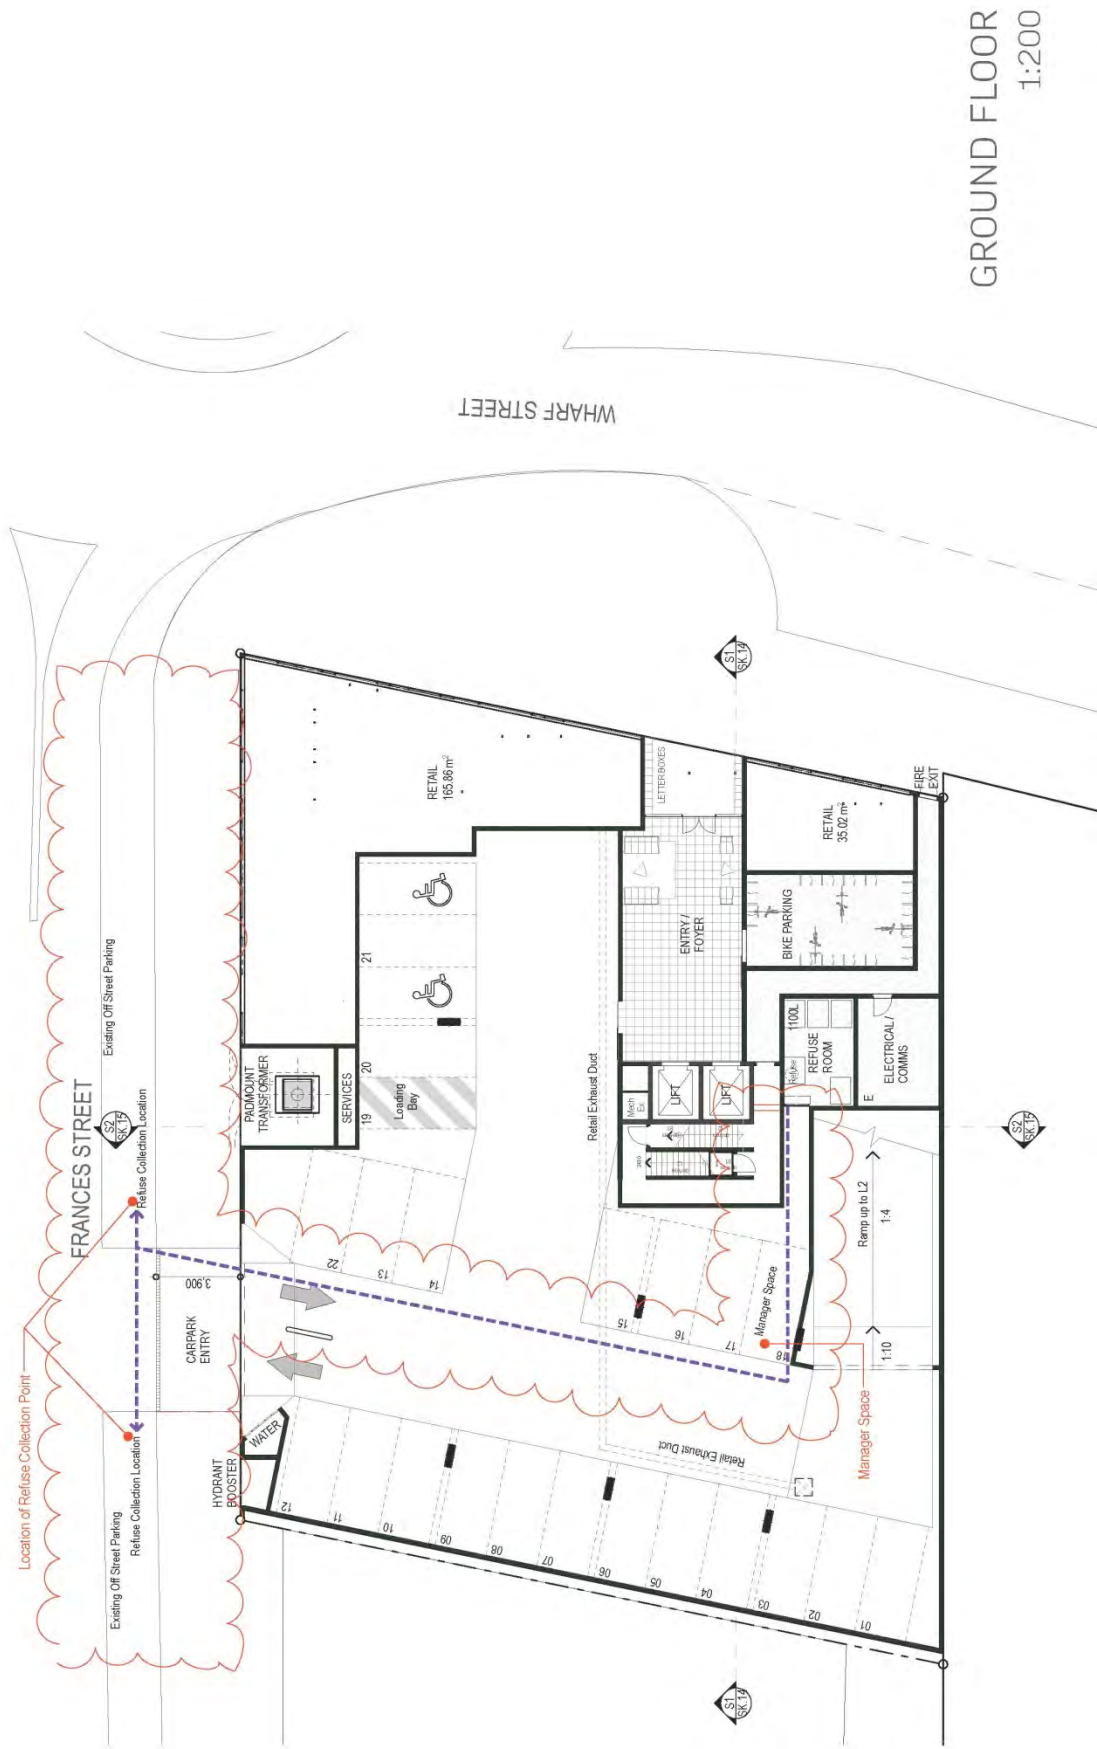 GROUND FLOOR
1:200
WHARF STREET
FRANCES STREET
Location of Refuse Collection Point
Existing Off Street Parking
Refuse Collection Location
Existing Off Street Parking
Refuse Collection Location
S2
SK.15
CARPARK
ENTRY
3,900
HYDRANT
BOOSTER
WATER
PADMOUNT
TRANSFORMER
SERVICES
RETAIL
165.86 m²
Loading
Bay
19
20
21
22
13
14
12
11
10
09
08
07
06
05
04
03
02
01
15
16
17
18
Manager Space
Manager Space
Retail Exhaust Duct
Retail Exhaust Duct
Mech
Ex
LIFT
LIFT
ENTRY /
FOYER
LETTER BOXES
S1
SK.14
RETAIL
35.02 m²
FIRE
EXIT
BIKE PARKING
1100L
Refuse
REFUSE
ROOM
ELECTRICAL /
COMMS
E
Ramp up to L2
1:4
1:10
S2
SK.15
S1
SK.14